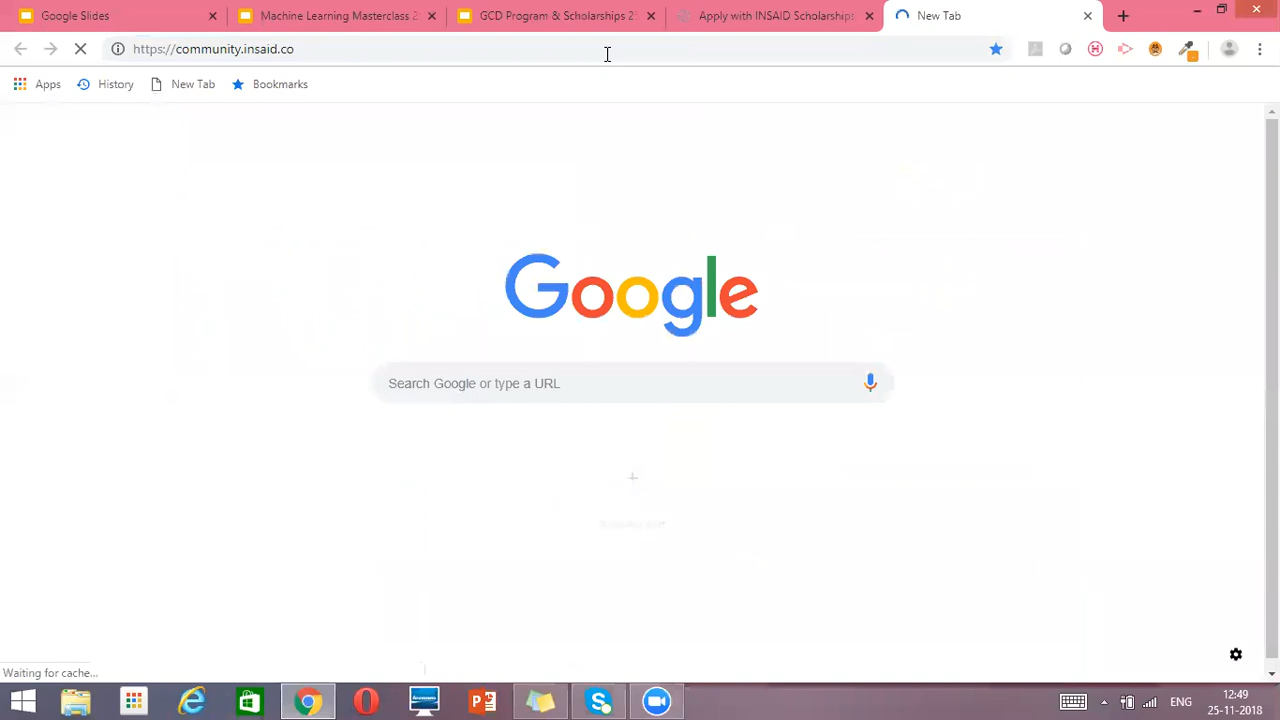 Google Slides
Machine Learning Masterclass 2
GCD Program & Scholarships 25
Apply with INSAID Scholarships
New Tab
https://community.insaid.co
Apps
History
New Tab
Bookmarks
Google
Search Google or type a URL
Waiting for cache...
ENG
12:49
25-11-2018